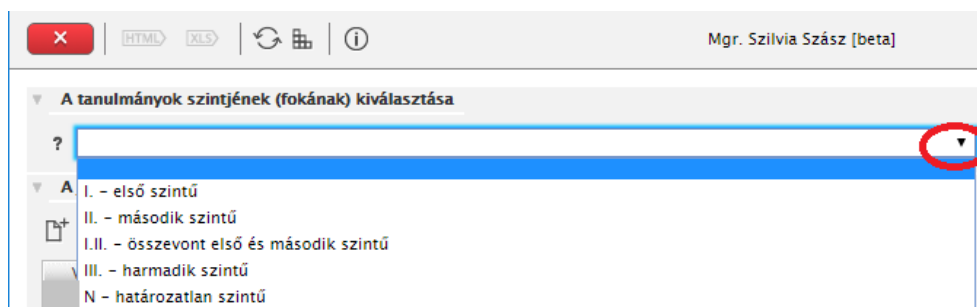 HTML XLS Mgr. Szilvia Szász [beta]
A tanulmányok szintjének (fokának) kiválasztása
?
A
I. – első szintű
II. – második szintű
I.II. – összevont első és második szintű
III. – harmadik szintű
N – határozatlan szintű